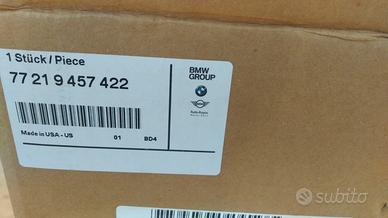 1 Stück / Piece
77 21 9 457 422
Made in USA - US
01
BD4
BMW
GROUP
subito